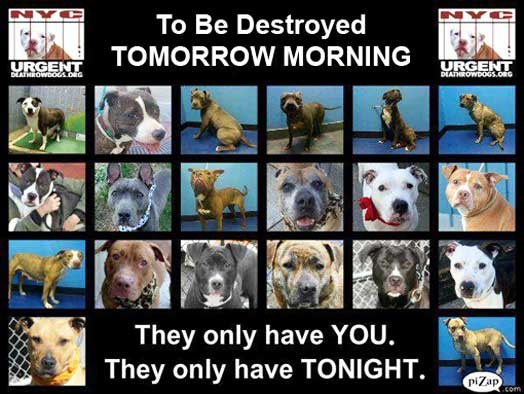 NYC
URGENT
DEATHROWDOGS.ORG
To Be Destroyed
TOMORROW MORNING
NYC
URGENT
DEATHROWDOGS.ORG
They only have YOU.
They only have TONIGHT.
piZap
.com